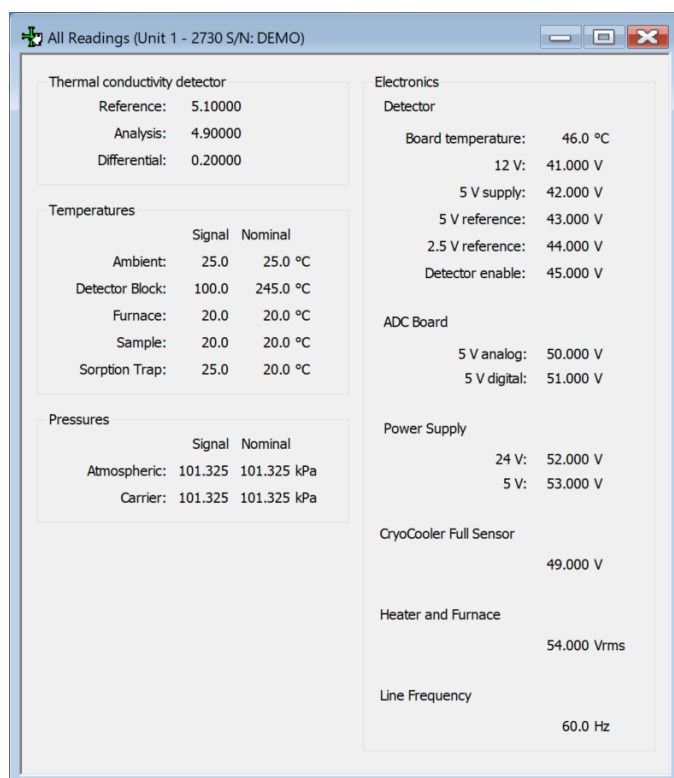 All Readings (Unit 1 - 2730 S/N: DEMO)
Thermal conductivity detector
Reference: 5.10000
Analysis: 4.90000
Differential: 0.20000
Temperatures
Signal Nominal
Ambient: 25.0 25.0 °C
Detector Block: 100.0 245.0 °C
Furnace: 20.0 20.0 °C
Sample: 20.0 20.0 °C
Sorption Trap: 25.0 20.0 °C
Pressures
Signal Nominal
Atmospheric: 101.325 101.325 kPa
Carrier: 101.325 101.325 kPa
Electronics
Detector
Board temperature: 46.0 °C
12 V: 41.000 V
5 V supply: 42.000 V
5 V reference: 43.000 V
2.5 V reference: 44.000 V
Detector enable: 45.000 V
ADC Board
5 V analog: 50.000 V
5 V digital: 51.000 V
Power Supply
24 V: 52.000 V
5 V: 53.000 V
CryoCooler Full Sensor
49.000 V
Heater and Furnace
54.000 Vrms
Line Frequency
60.0 Hz